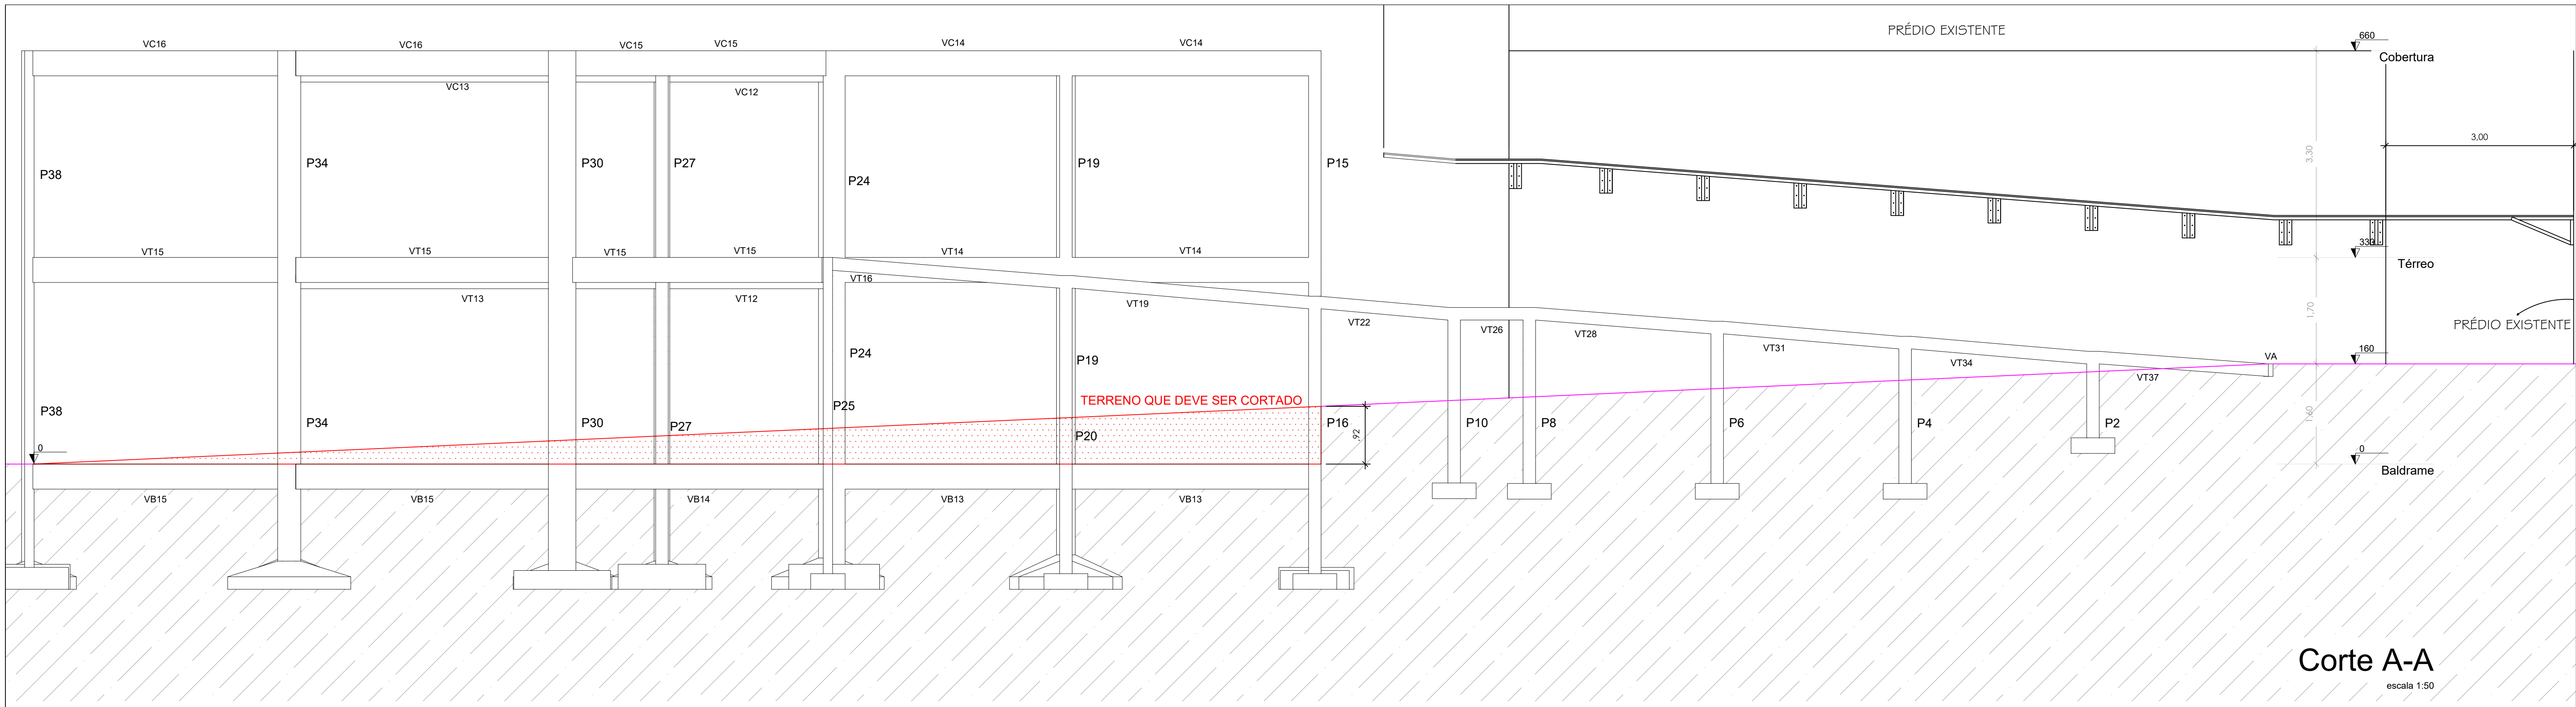 PRÉDIO EXISTENTE
660
Cobertura
VC16
VC16
VC15
VC15
VC14
VC14
VC13
VC12
3,00
3,30
P38
P34
P30
P27
P24
P19
P15
330
Térreo
VT15
VT15
VT15
VT15
VT14
VT14
VT16
VT13
VT12
VT19
VT22
VT26
VT28
VT31
VT34
VT37
VA
1,70
PRÉDIO EXISTENTE
160
P24
P19
TERRENO QUE DEVE SER CORTADO
P38
P34
P30
P27
P25
P20
P16
,92
P10
P8
P6
P4
P2
1,60
0
0
Baldrame
VB15
VB15
VB14
VB13
VB13
Corte A-A
escala 1:50